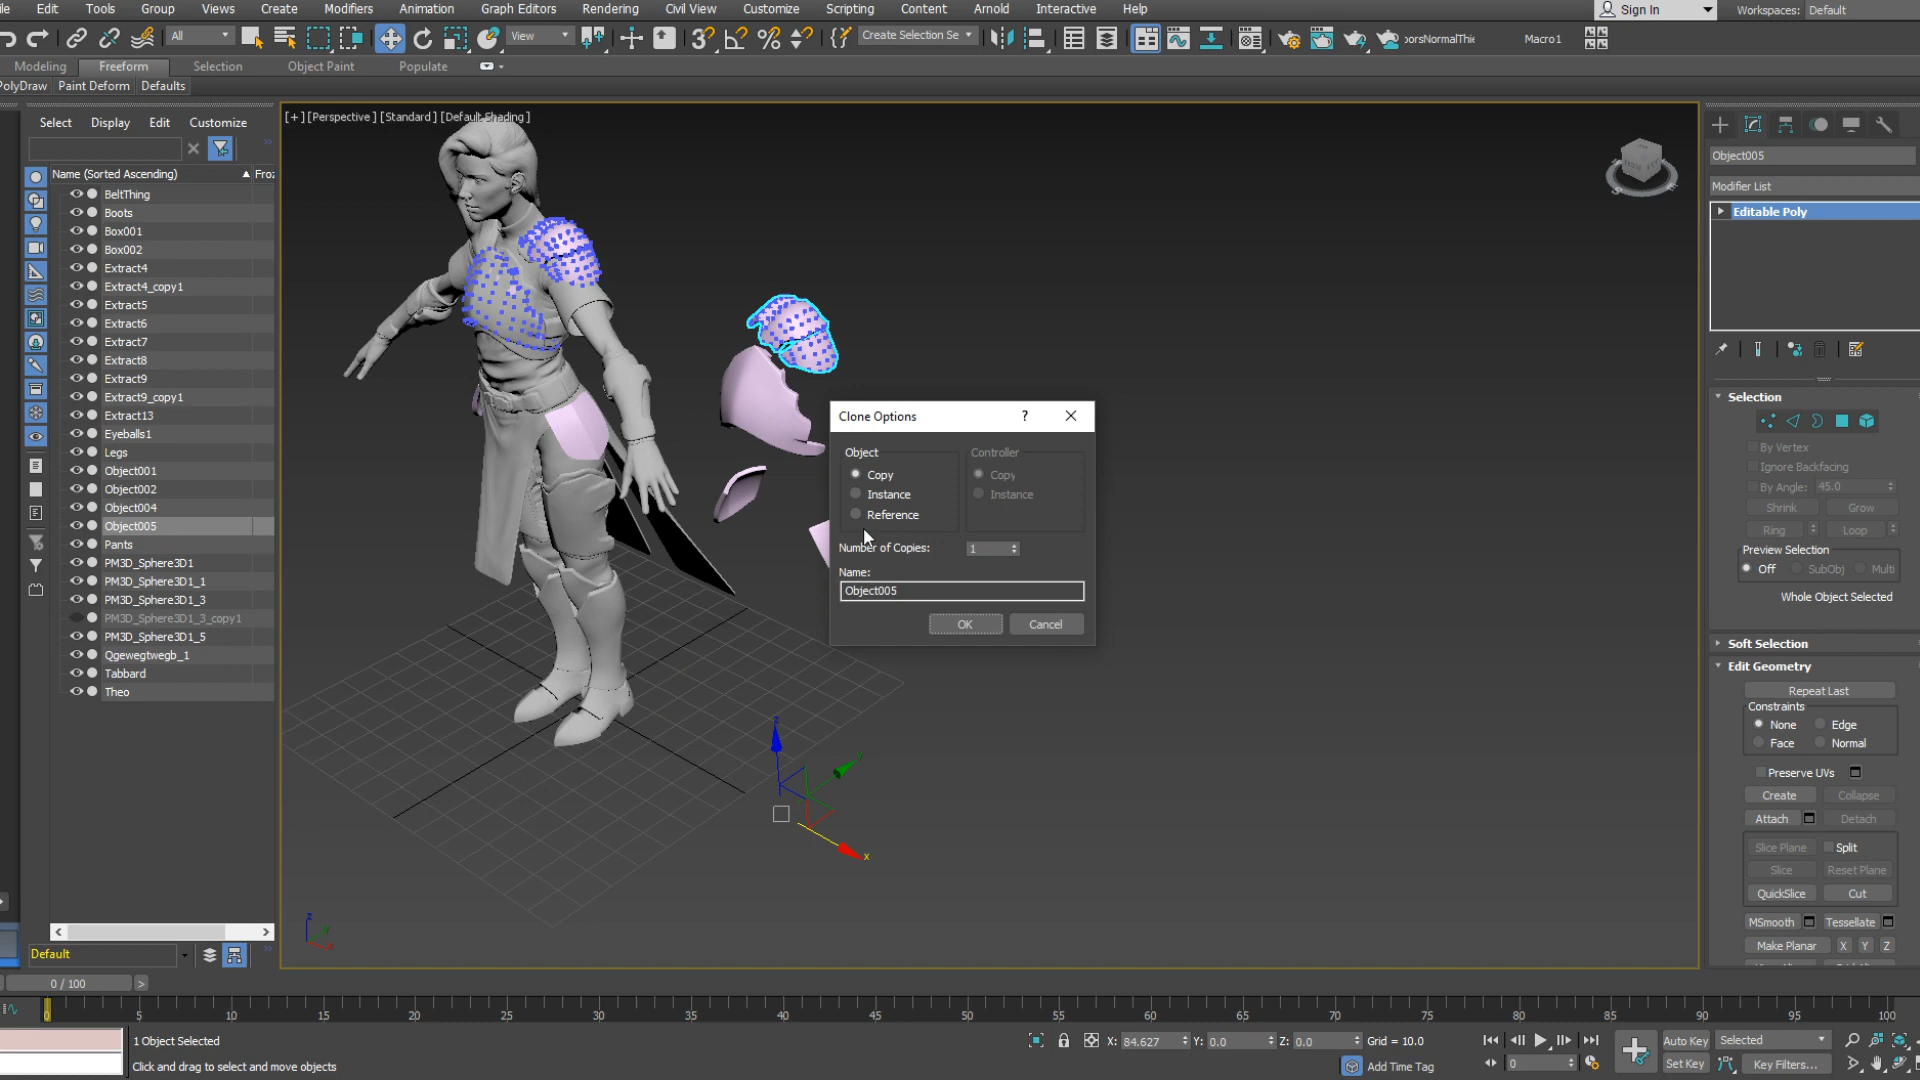 Edit Tools Group Views Create Modifiers Animation Graph Editors Rendering Civil View Customize Scripting Content Arnold Interactive Help Sign In Workspaces: Default
All View Create Selection Se Macro1
Modeling Freeform Selection Object Paint Populate
PolyDraw Paint Deform Defaults
Select Display Edit Customize
[+] [Perspective] [Standard] [Default Shading]
Name (Sorted Ascending) Froz
BeltThing
Boots
Box001
Box002
Extract4
Extract4_copy1
Extract5
Extract6
Extract7
Extract8
Extract9
Extract9_copy1
Extract13
Eyeballs1
Legs
Object001
Object002
Object004
Object005
Pants
PM3D_Sphere3D1
PM3D_Sphere3D1_1
PM3D_Sphere3D1_3
PM3D_Sphere3D1_3_copy1
PM3D_Sphere3D1_5
Qgewegtwegb_1
Tabbard
Theo
Default
Clone Options ?
Object Controller
Copy Copy
Instance Instance
Reference
Number of Copies: 1
Name:
Object005
OK Cancel
z y x
z y x
Object005
Modifier List
Editable Poly
Selection
By Vertex
Ignore Backfacing
By Angle: 45.0
Shrink Grow
Ring Loop
Preview Selection
Off SubObj Multi
Whole Object Selected
Soft Selection
Edit Geometry
Repeat Last
Constraints
None Edge
Face Normal
Preserve UVs
Create Collapse
Attach Detach
Slice Plane Split
Slice Reset Plane
QuickSlice Cut
MSmooth Tessellate
Make Planar X Y Z
0 / 100 >
0 5 10 15 20 25 30 35 40 45 50 55 60 65 70 75 80 85 90 95 100
1 Object Selected
Click and drag to select and move objects
X: 84.627 Y: 0.0 Z: 0.0 Grid = 10.0
Add Time Tag
0
Auto Key Selected
Set Key Key Filters...